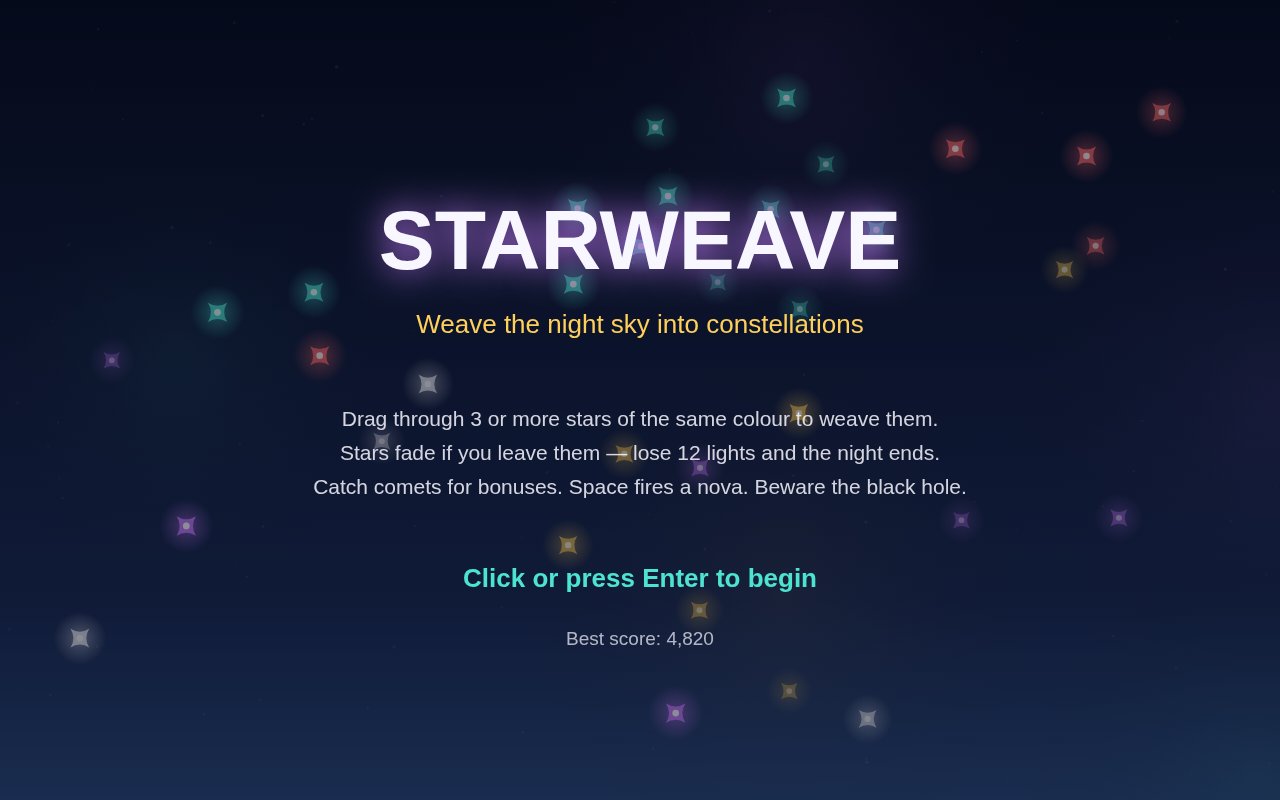 STARWEAVE
Weave the night sky into constellations
Drag through 3 or more stars of the same colour to weave them.
Stars fade if you leave them — lose 12 lights and the night ends.
Catch comets for bonuses. Space fires a nova. Beware the black hole.
Click or press Enter to begin
Best score: 4,820